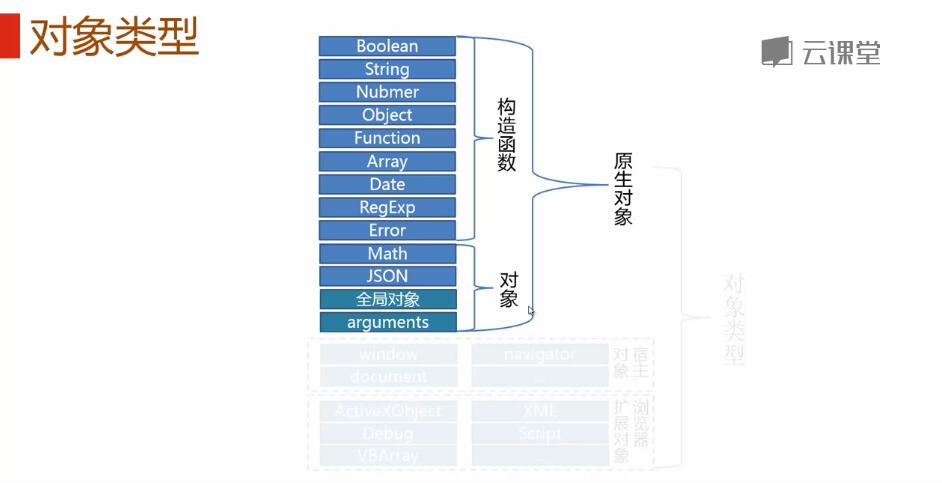 对象类型
云课堂
Boolean
String
Nubmer
Object
Function
Array
Date
RegExp
Error
构造函数
Math
JSON
全局对象
arguments
对象
原生对象
window
navigator
document
...
宿主对象
ActiveXObject
XME
Debug
Script
VBArray
...
浏览器扩展对象
对象类型